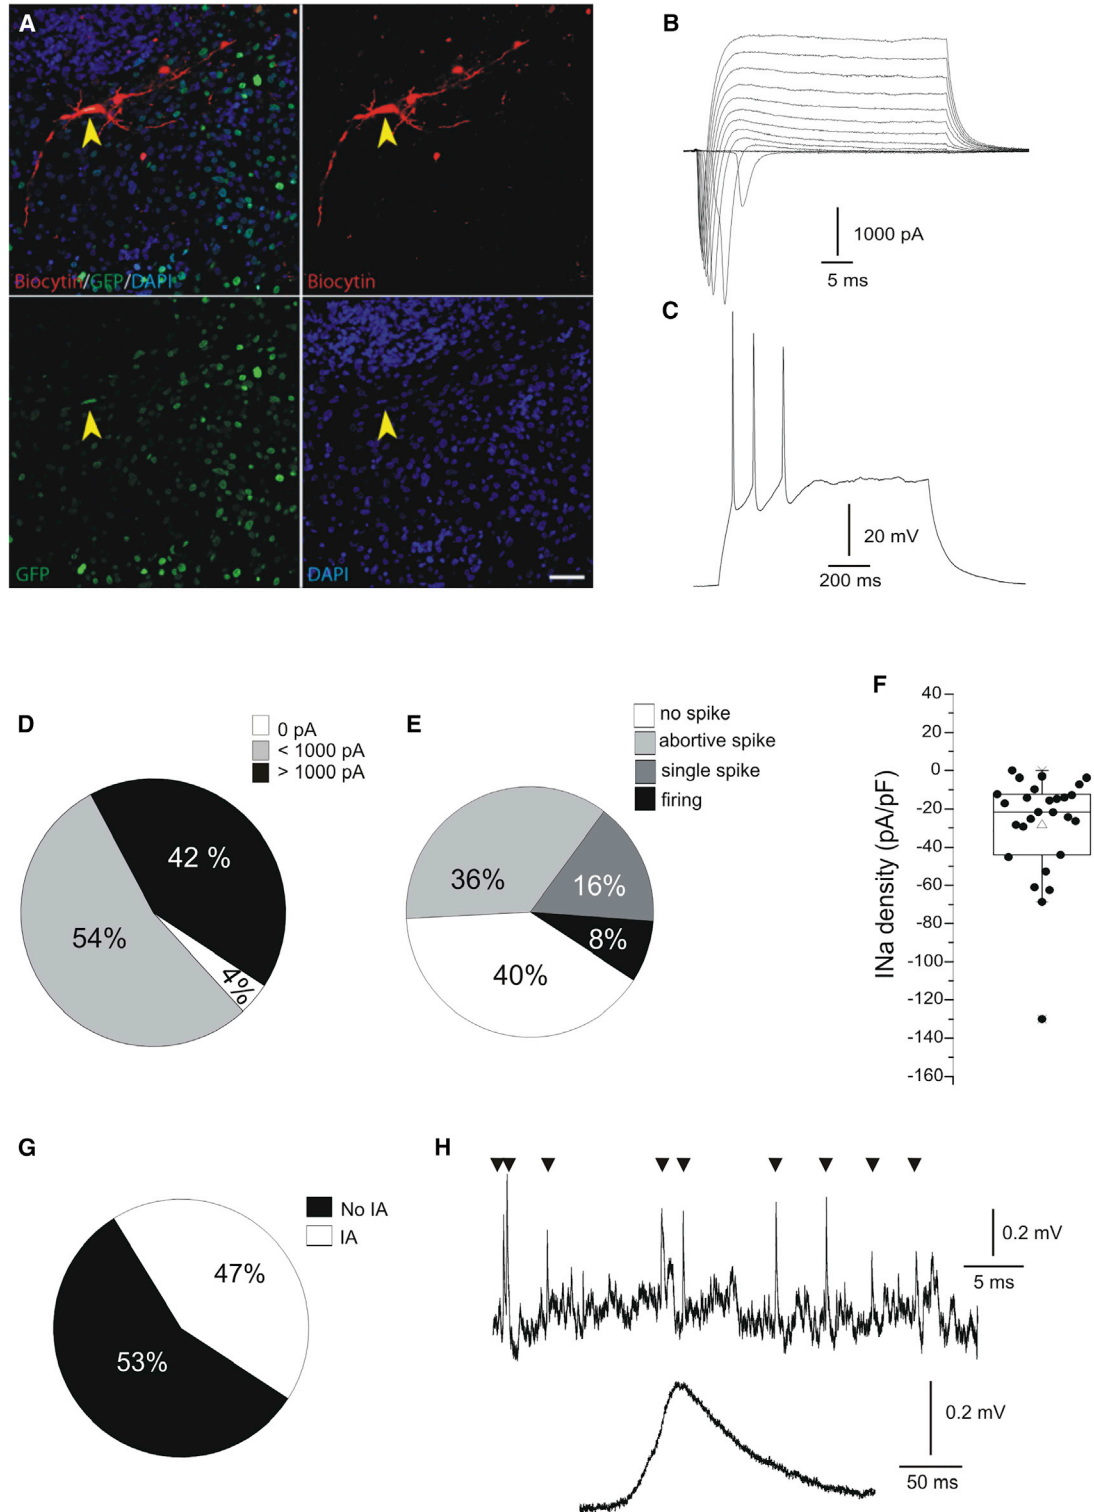 A
Biocytin/GFP/DAPI
Biocytin
GFP
DAPI
B
1000 pA
5 ms
C
20 mV
200 ms
D
0 pA
< 1000 pA
> 1000 pA
42 %
54%
4%
E
no spike
abortive spike
single spike
firing
36%
16%
8%
40%
F
INa density (pA/pF)
40
20
0
-20
-40
-60
-80
-100
-120
-140
-160
G
No IA
IA
47%
53%
H
0.2 mV
5 ms
0.2 mV
50 ms